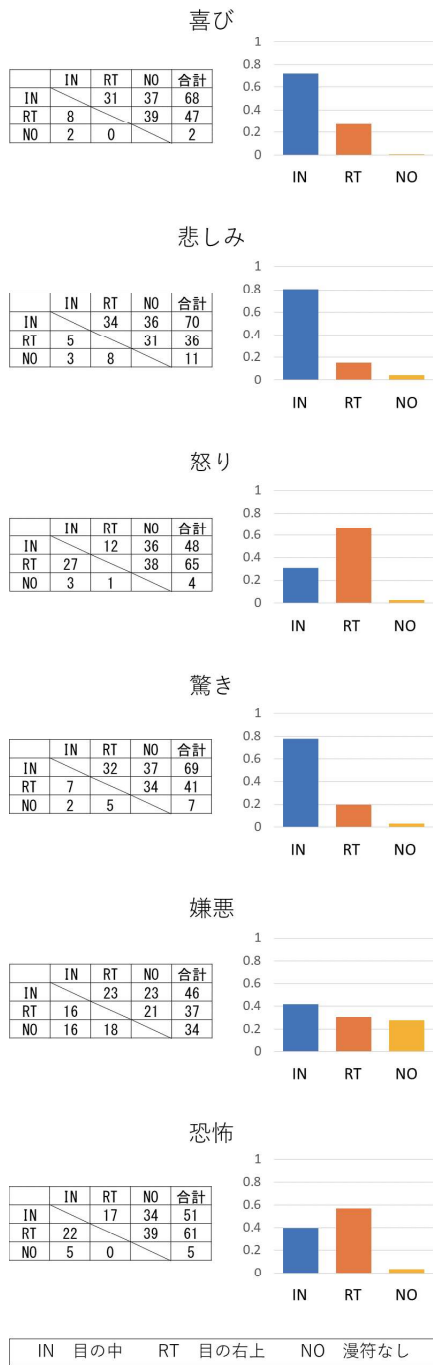 喜び
IN RT NO 合計
IN 31 37 68
RT 8 39 47
NO 2 0 2
1
0.8
0.6
0.4
0.2
0
IN RT NO
悲しみ
IN RT NO 合計
IN 34 36 70
RT 5 31 36
NO 3 8 11
1
0.8
0.6
0.4
0.2
0
IN RT NO
怒り
IN RT NO 合計
IN 12 36 48
RT 27 38 65
NO 3 1 4
1
0.8
0.6
0.4
0.2
0
IN RT NO
驚き
IN RT NO 合計
IN 32 37 69
RT 7 34 41
NO 2 5 7
1
0.8
0.6
0.4
0.2
0
IN RT NO
嫌悪
IN RT NO 合計
IN 23 23 46
RT 16 21 37
NO 16 18 34
1
0.8
0.6
0.4
0.2
0
IN RT NO
恐怖
IN RT NO 合計
IN 17 34 51
RT 22 39 61
NO 5 0 5
1
0.8
0.6
0.4
0.2
0
IN RT NO
IN 目の中 RT 目の右上 NO 漫符なし